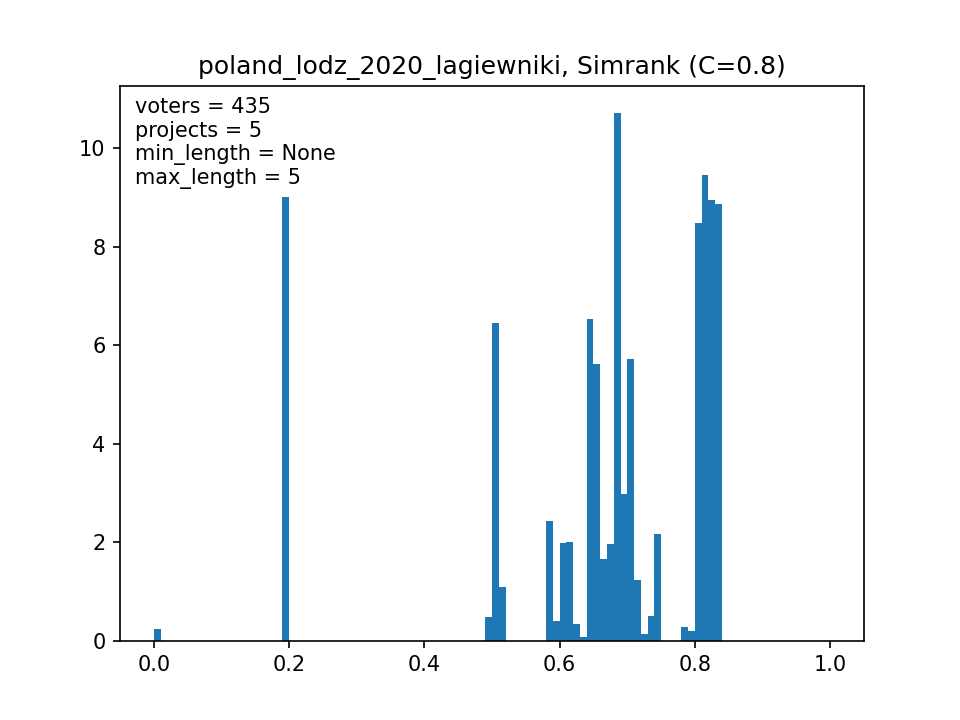 poland_lodz_2020_lagiewniki, Simrank (C=0.8)
voters = 435
projects = 5
min_length = None
max_length = 5
10
8
6
4
2
0
0.0 0.2 0.4 0.6 0.8 1.0